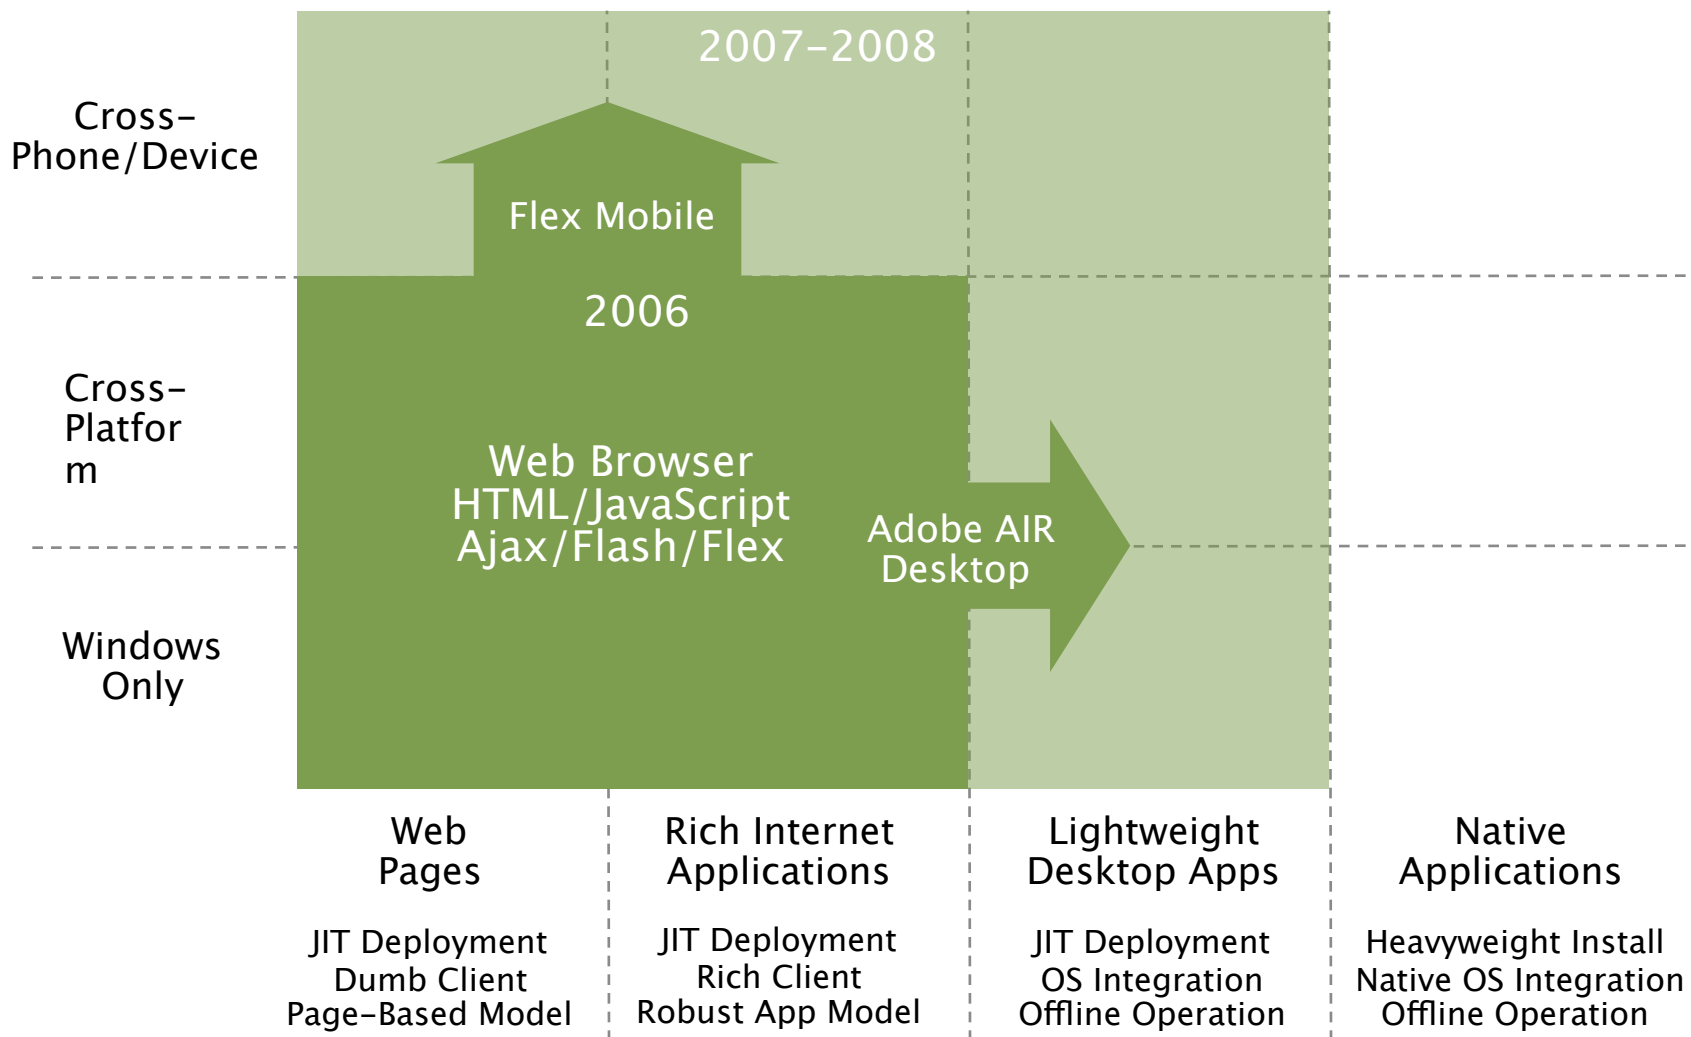 2007–2008
Cross–
Phone/Device
Flex Mobile
2006
Cross–
Platfor
m
Web Browser
HTML/JavaScript
Ajax/Flash/Flex
Adobe AIR
Desktop
Windows
Only
Web
Pages
JIT Deployment
Dumb Client
Page–Based Model
Rich Internet
Applications
JIT Deployment
Rich Client
Robust App Model
Lightweight
Desktop Apps
JIT Deployment
OS Integration
Offline Operation
Native
Applications
Heavyweight Install
Native OS Integration
Offline Operation